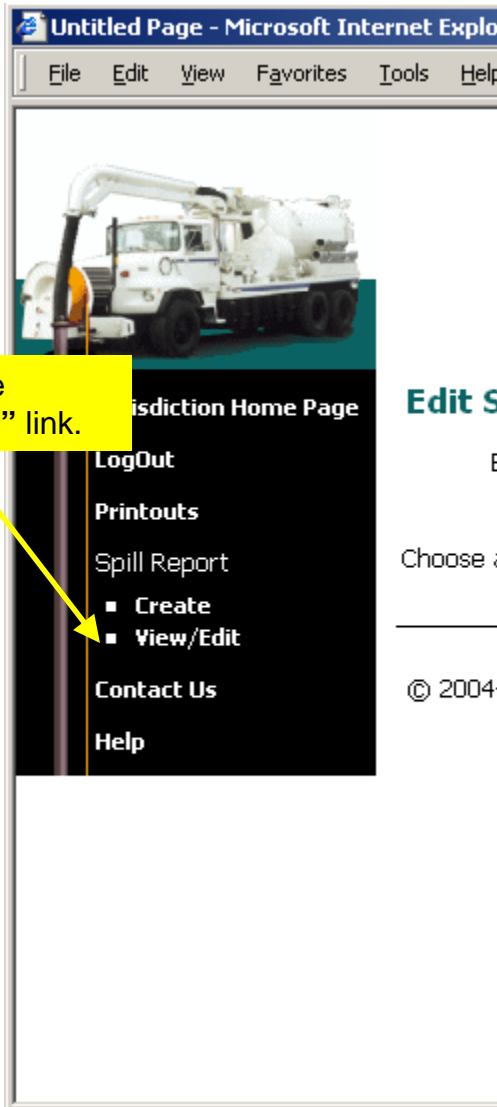 Untitled Page - Microsoft Internet Explo
File Edit View Favorites Tools Help
e
” link.
isdiction Home Page
LogOut
Printouts
Spill Report
Create
View/Edit
Contact Us
Help
Edit S
E
Choose a
© 2004-